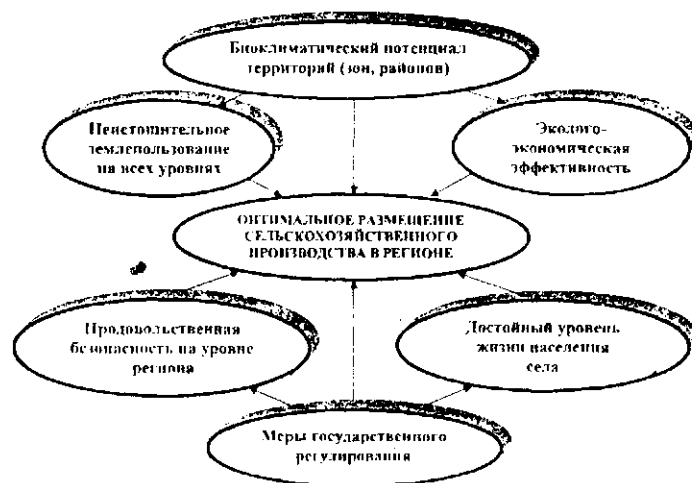 Биоклиматический потенциал
территорий (зон, районов)
Неистощительное
землепользование
на всех уровнях
Эколого-
экономическая
эффективность
ОПТИМАЛЬНОЕ РАЗМЕЩЕНИЕ
СЕЛЬСКОХОЗЯЙСТВЕННОГО
ПРОИЗВОДСТВА В РЕГИОНЕ
Продовольственная
безопасность на уровне
региона
Достойный уровень
жизни населения
села
Меры государственного
регулирования